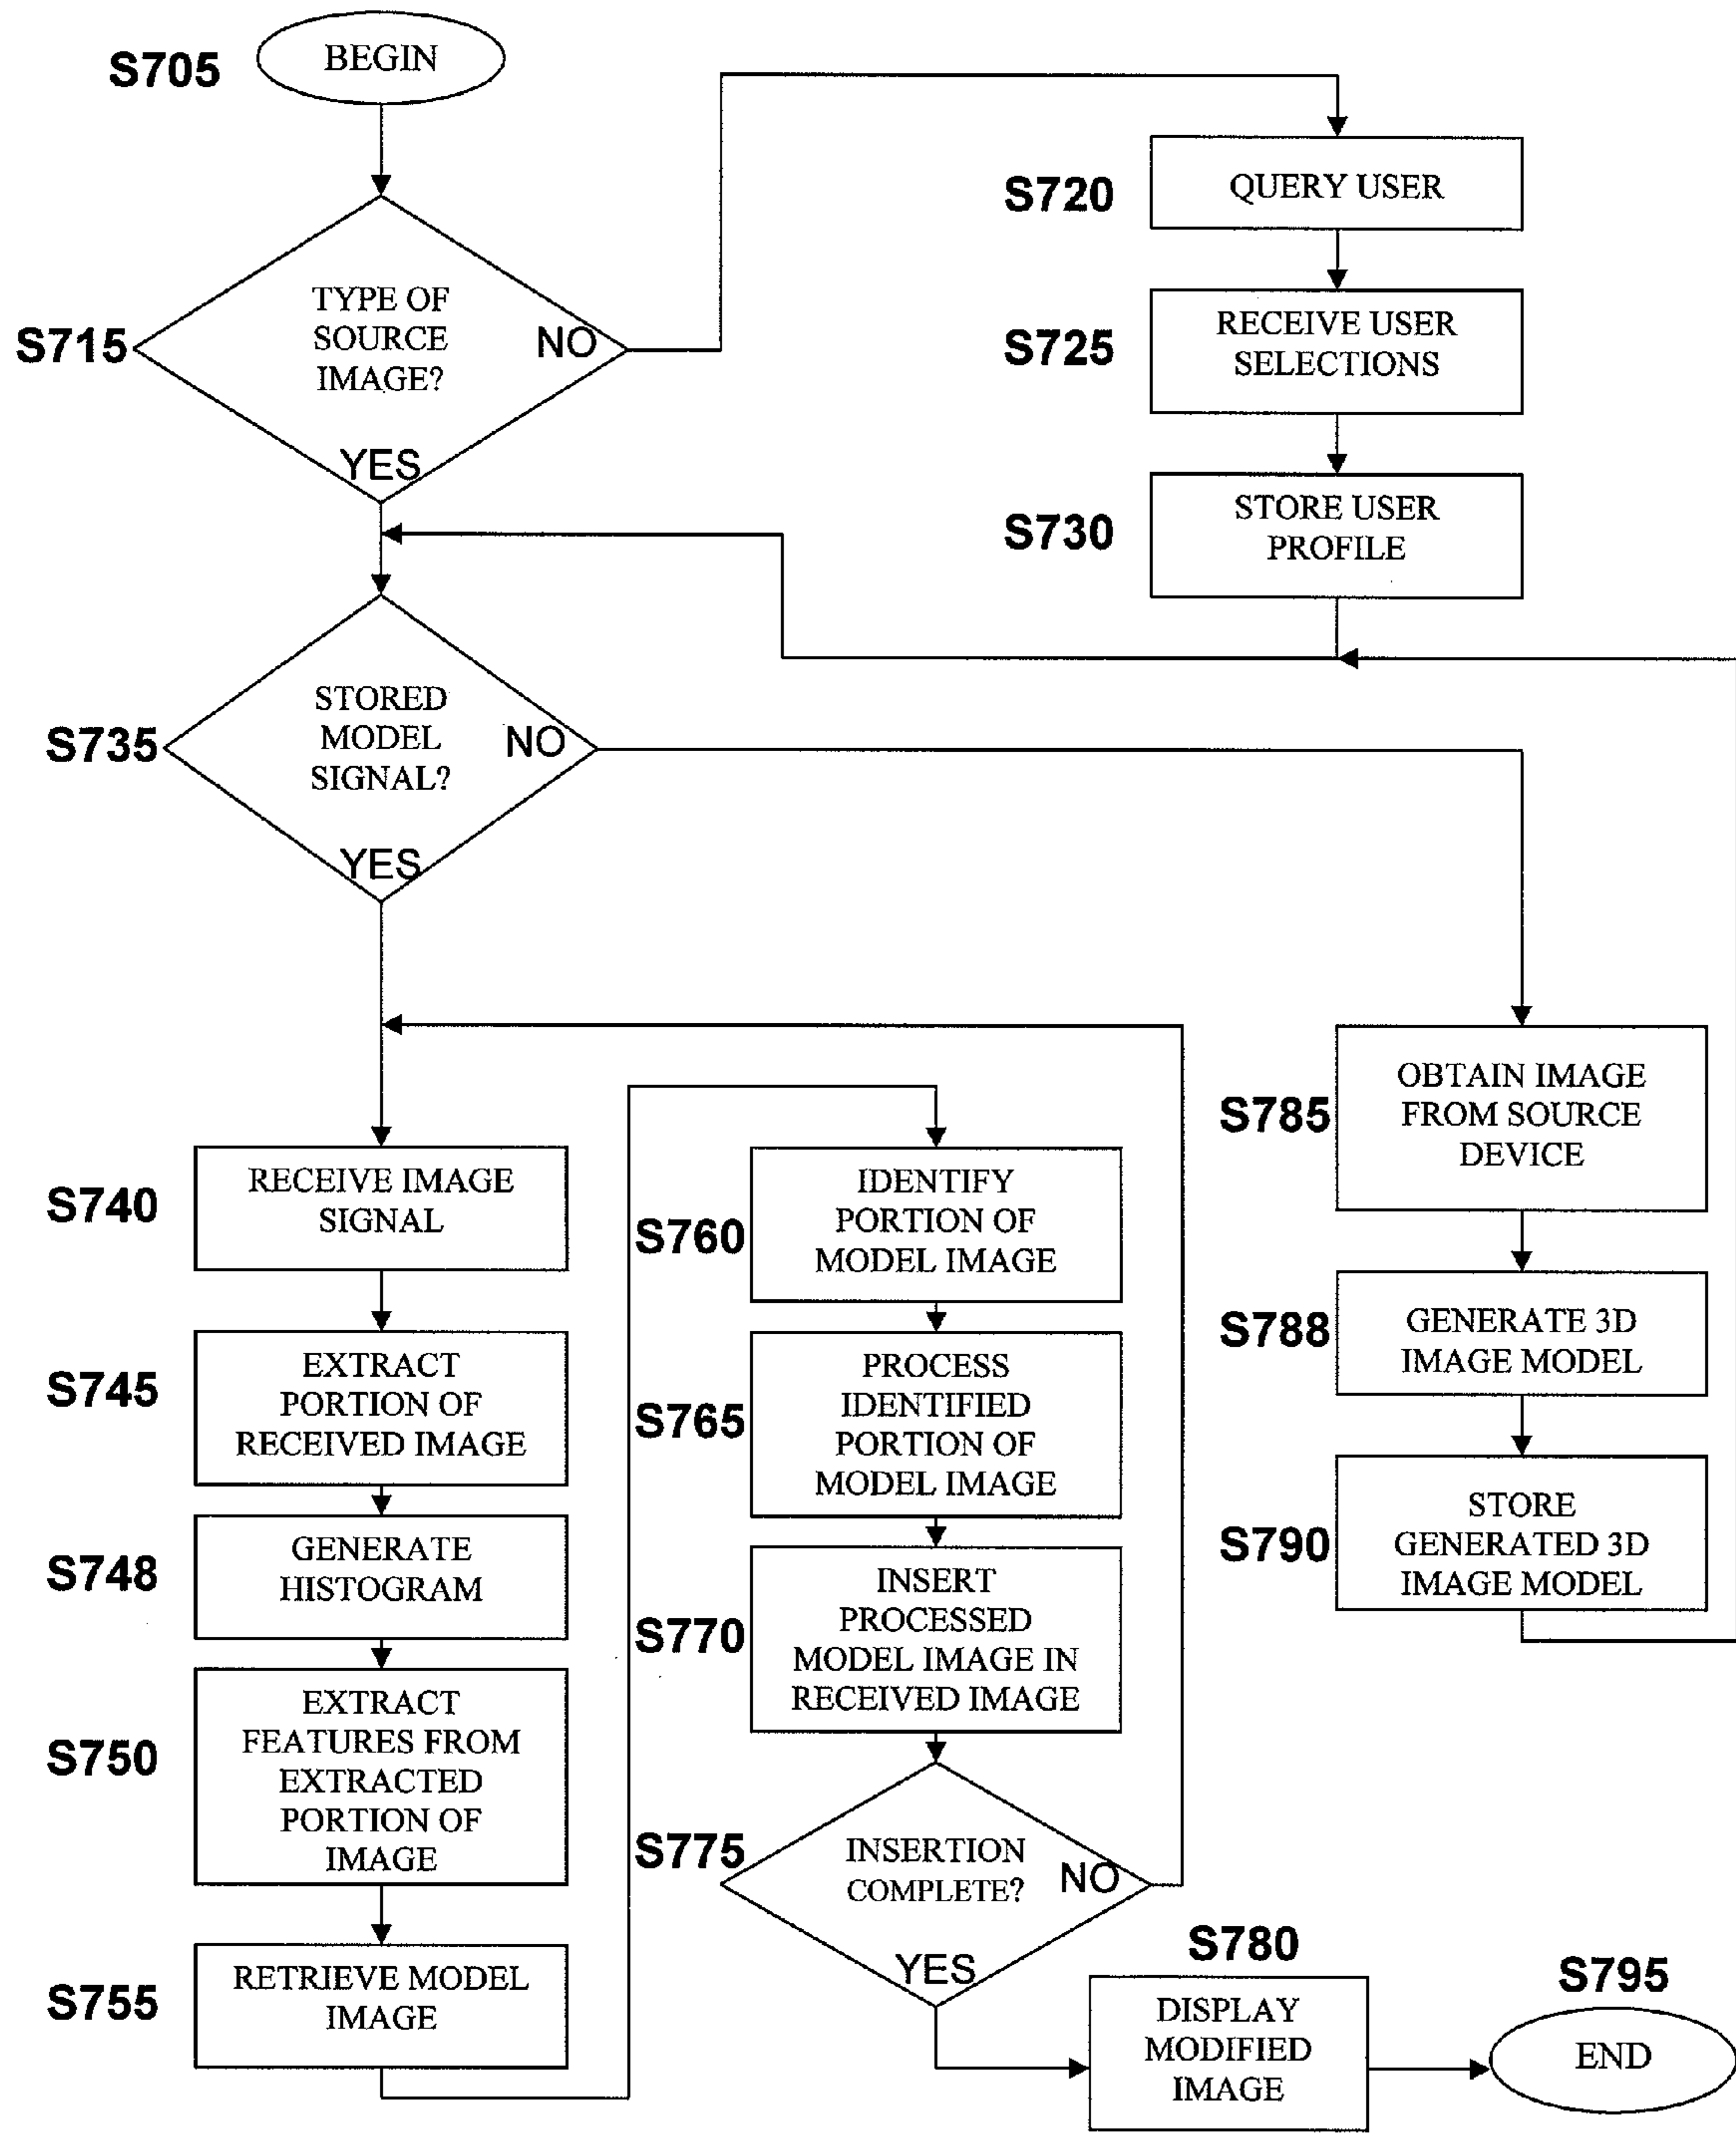 S705
BEGIN
S715
TYPE OF
SOURCE
IMAGE?
NO
YES
S720
QUERY USER
S725
RECEIVE USER
SELECTIONS
S730
STORE USER
PROFILE
S735
STORED
MODEL
SIGNAL?
NO
YES
S740
RECEIVE IMAGE
SIGNAL
S745
EXTRACT
PORTION OF
RECEIVED IMAGE
S748
GENERATE
HISTOGRAM
S750
EXTRACT
FEATURES FROM
EXTRACTED
PORTION OF
IMAGE
S755
RETRIEVE MODEL
IMAGE
S760
IDENTIFY
PORTION OF
MODEL IMAGE
S765
PROCESS
IDENTIFIED
PORTION OF
MODEL IMAGE
S770
INSERT
PROCESSED
MODEL IMAGE IN
RECEIVED IMAGE
S775
INSERTION
COMPLETE?
NO
YES
S780
DISPLAY
MODIFIED
IMAGE
S785
OBTAIN IMAGE
FROM SOURCE
DEVICE
S788
GENERATE 3D
IMAGE MODEL
S790
STORE
GENERATED 3D
IMAGE MODEL
S795
END